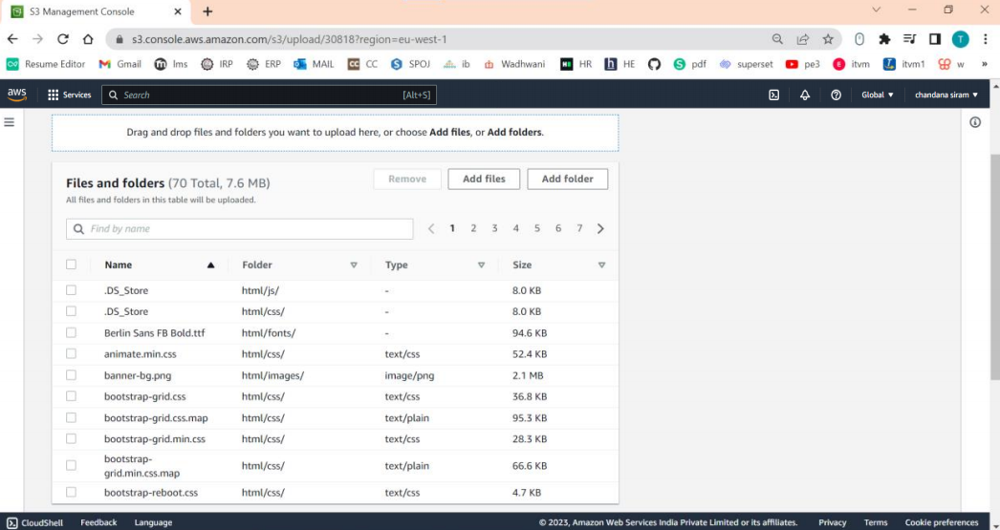 S3 Management Console
s3.console.aws.amazon.com/s3/upload/30818?region=eu-west-1
Resume Editor Gmail lms IRP ERP MAIL CC CC SPOJ ib Wadhwani HR HE pdf superset pe3 itvm itvm1 w »
aws Services Search [Alt+S] Global chandana siram
Drag and drop files and folders you want to upload here, or choose Add files, or Add folders.
Files and folders (70 Total, 7.6 MB) Remove Add files Add folder
All files and folders in this table will be uploaded.
Find by name 1 2 3 4 5 6 7
Name Folder Type Size
.DS_Store html/js/ - 8.0 KB
.DS_Store html/css/ - 8.0 KB
Berlin Sans FB Bold.ttf html/fonts/ - 94.6 KB
animate.min.css html/css/ text/css 52.4 KB
banner-bg.png html/images/ image/png 2.1 MB
bootstrap-grid.css html/css/ text/css 36.8 KB
bootstrap-grid.css.map html/css/ text/plain 95.3 KB
bootstrap-grid.min.css html/css/ text/css 28.3 KB
bootstrap-
grid.min.css.map html/css/ text/plain 66.6 KB
bootstrap-reboot.css html/css/ text/css 4.7 KB
CloudShell Feedback Language © 2023, Amazon Web Services India Private Limited or its affiliates. Privacy Terms Cookie preferences